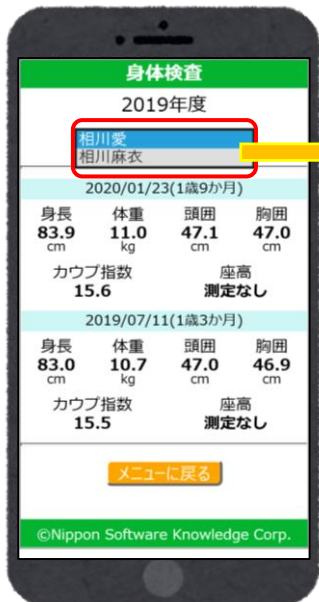 身体検査
2019年度
相川愛
相川麻衣
2020/01/23(1歳9か月)
身長 体重 頭囲 胸囲
83.9 11.0 47.1 47.0
cm kg cm cm
カウプ指数 座高
15.6 測定なし
2019/07/11(1歳3か月)
身長 体重 頭囲 胸囲
83.0 10.7 47.0 46.9
cm kg cm cm
カウプ指数 座高
15.5 測定なし
メニューに戻る
©Nippon Software Knowledge Corp.